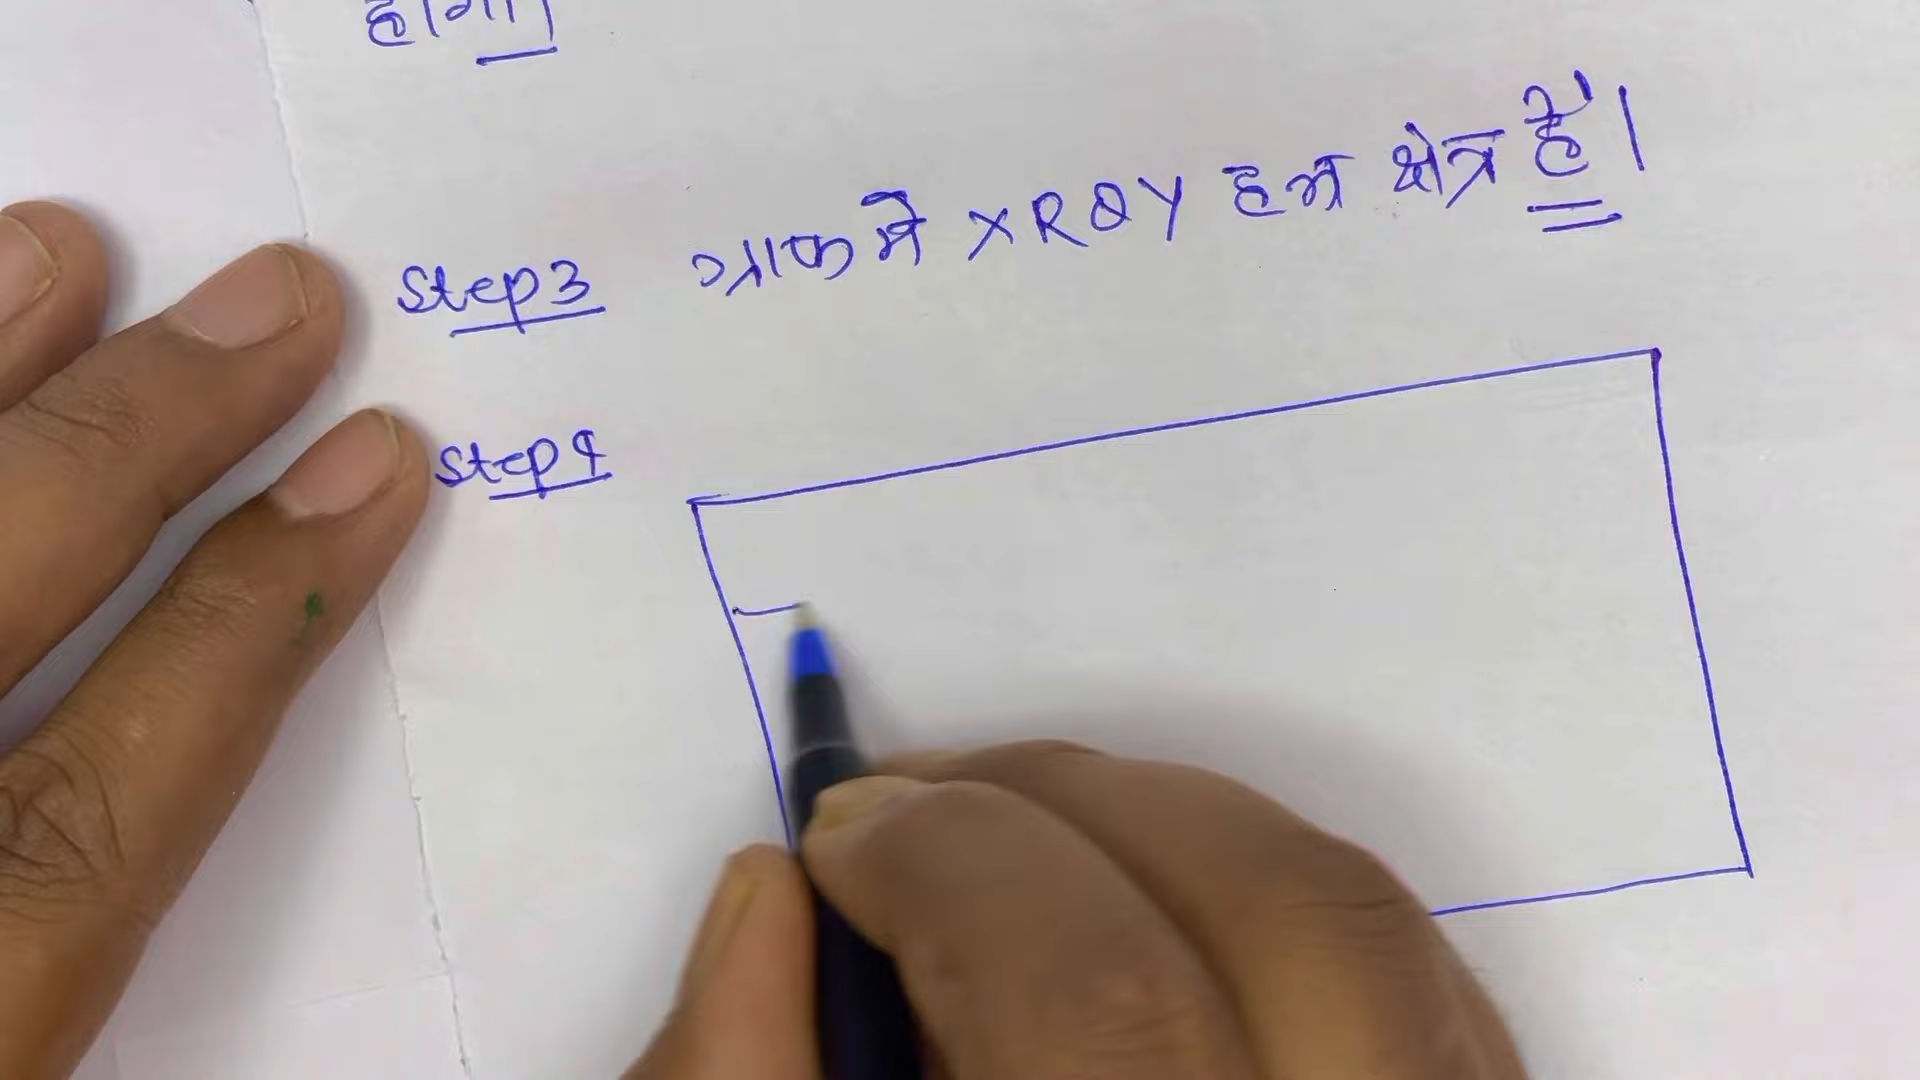 होगा।
Step3 ग्राफ में XRQY हल क्षेत्र है।
Step4